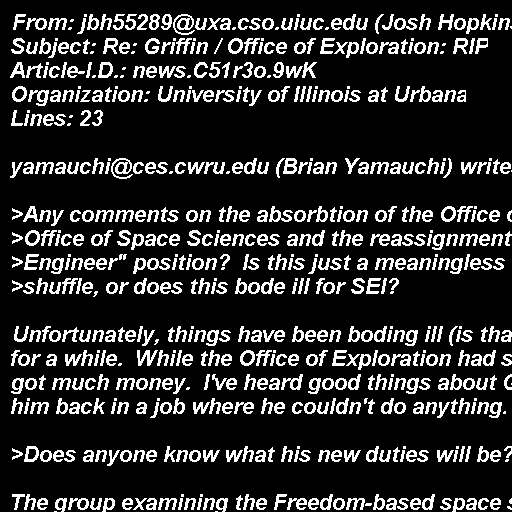 From: jbh55289@uxa.cso.uiuc.edu (Josh Hopkins
Subject: Re: Griffin / Office of Exploration: RIP
Article-I.D.: news.C51r3o.9wK
Organization: University of Illinois at Urbana
Lines: 23

yamauchi@ces.cwru.edu (Brian Yamauchi) write

>Any comments on the absorbtion of the Office
>Office of Space Sciences and the reassignment
>Engineer" position?  Is this just a meaningless
>shuffle, or does this bode ill for SEI?

Unfortunately, things have been boding ill (is tha
for a while.  While the Office of Exploration had s
got much money.  I've heard good things about G
him back in a job where he couldn't do anything.

>Does anyone know what his new duties will be?

The group examining the Freedom-based space s